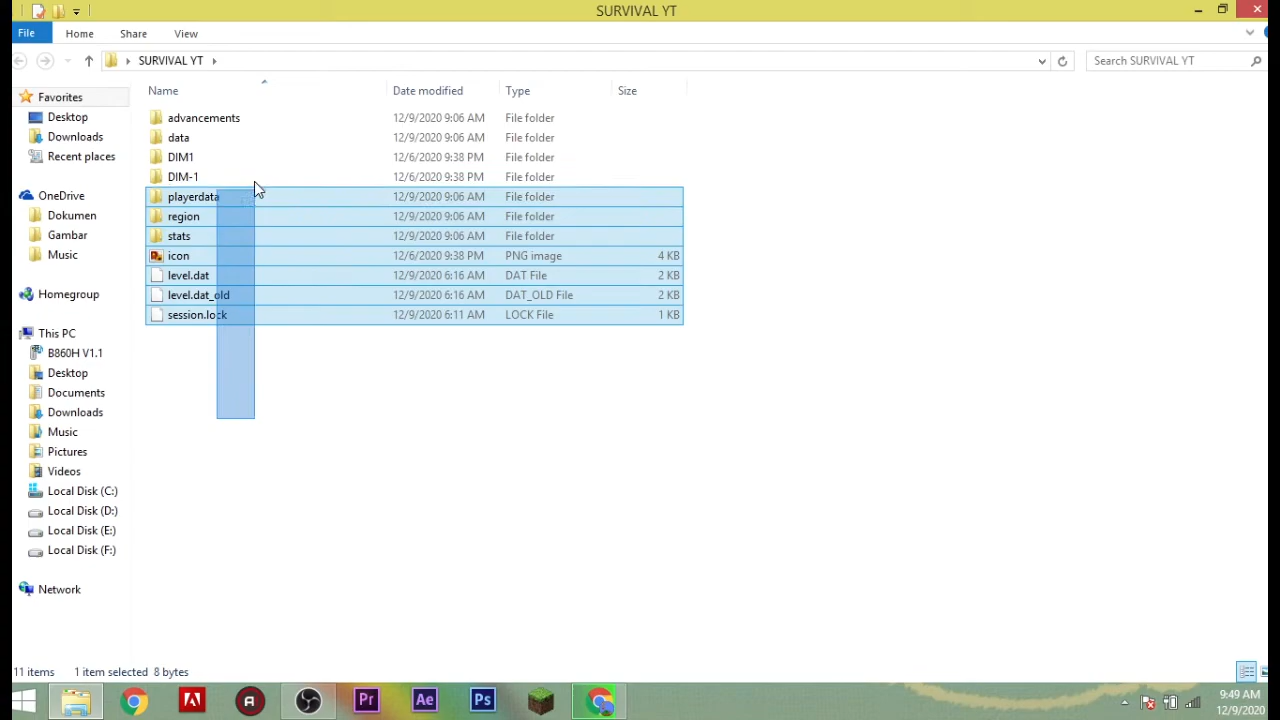 SURVIVAL YT
File Home Share View
SURVIVAL YT Search SURVIVAL YT
Name Date modified Type Size
advancements 12/9/2020 9:06 AM File folder
data 12/9/2020 9:06 AM File folder
DIM1 12/6/2020 9:38 PM File folder
DIM-1 12/6/2020 9:38 PM File folder
playerdata 12/9/2020 9:06 AM File folder
region 12/9/2020 9:06 AM File folder
stats 12/9/2020 9:06 AM File folder
icon 12/6/2020 9:38 PM PNG image 4 KB
level.dat 12/9/2020 6:16 AM DAT File 2 KB
level.dat_old 12/9/2020 6:16 AM DAT_OLD File 2 KB
session.lock 12/9/2020 6:11 AM LOCK File 1 KB
Favorites
Desktop
Downloads
Recent places
OneDrive
Dokumen
Gambar
Music
Homegroup
This PC
B860H V1.1
Desktop
Documents
Downloads
Music
Pictures
Videos
Local Disk (C:)
Local Disk (D:)
Local Disk (E:)
Local Disk (F:)
Network
11 items 1 item selected 8 bytes
Pr Ae Ps
9:49 AM
12/9/2020